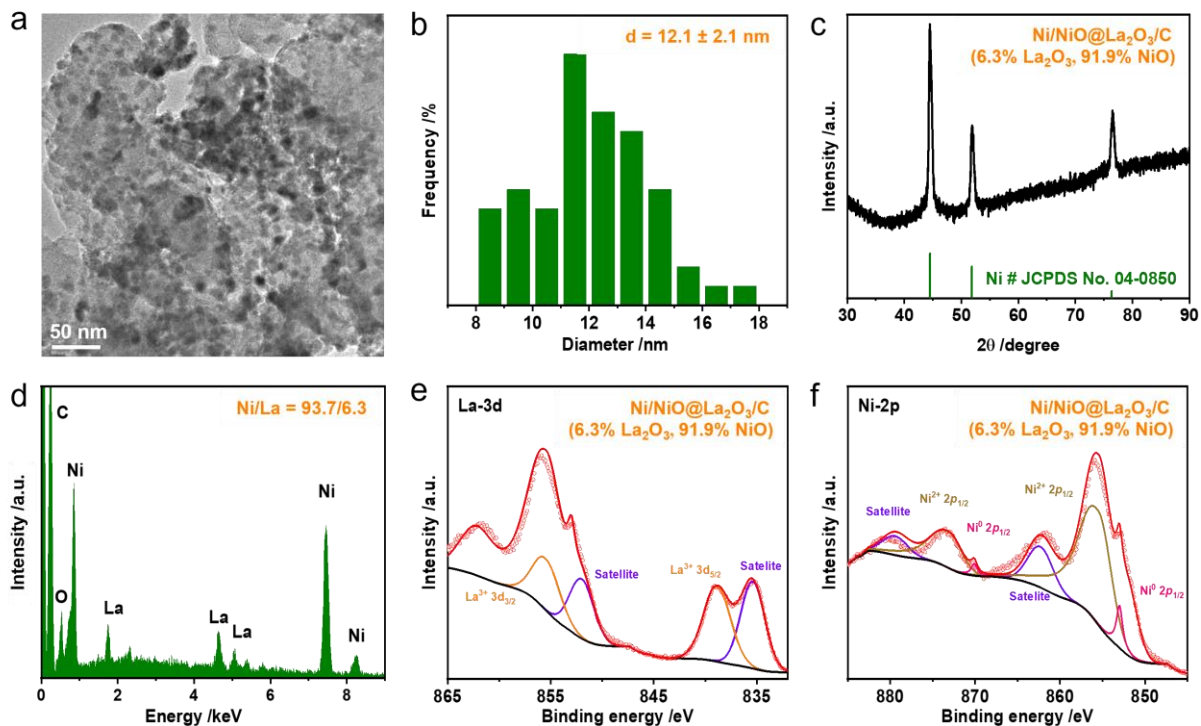 a
50 nm
b
d = 12.1 ± 2.1 nm
Frequency /%
8 10 12 14 16 18
Diameter /nm
c
Ni/NiO@La₂O₃/C
(6.3% La₂O₃, 91.9% NiO)
Intensity /a.u.
Ni # JCPDS No. 04-0850
30 40 50 60 70 80 90
2θ /degree
d
Ni/La = 93.7/6.3
C
Ni
O
La
La
La
Ni
Ni
Intensity /a.u.
0 2 4 6 8
Energy /keV
e
La-3d
Ni/NiO@La₂O₃/C
(6.3% La₂O₃, 91.9% NiO)
Intensity /a.u.
La³⁺ 3d₃/₂
Satellite
La³⁺ 3d₅/₂
Satellite
865 855 845 835
Binding energy /eV
f
Ni-2p
Ni/NiO@La₂O₃/C
(6.3% La₂O₃, 91.9% NiO)
Intensity /a.u.
Satellite
Ni²⁺ 2p₁/₂
Ni⁰ 2p₁/₂
Ni²⁺ 2p₁/₂
Satellite
Ni⁰ 2p₁/₂
880 870 860 850
Binding energy /eV